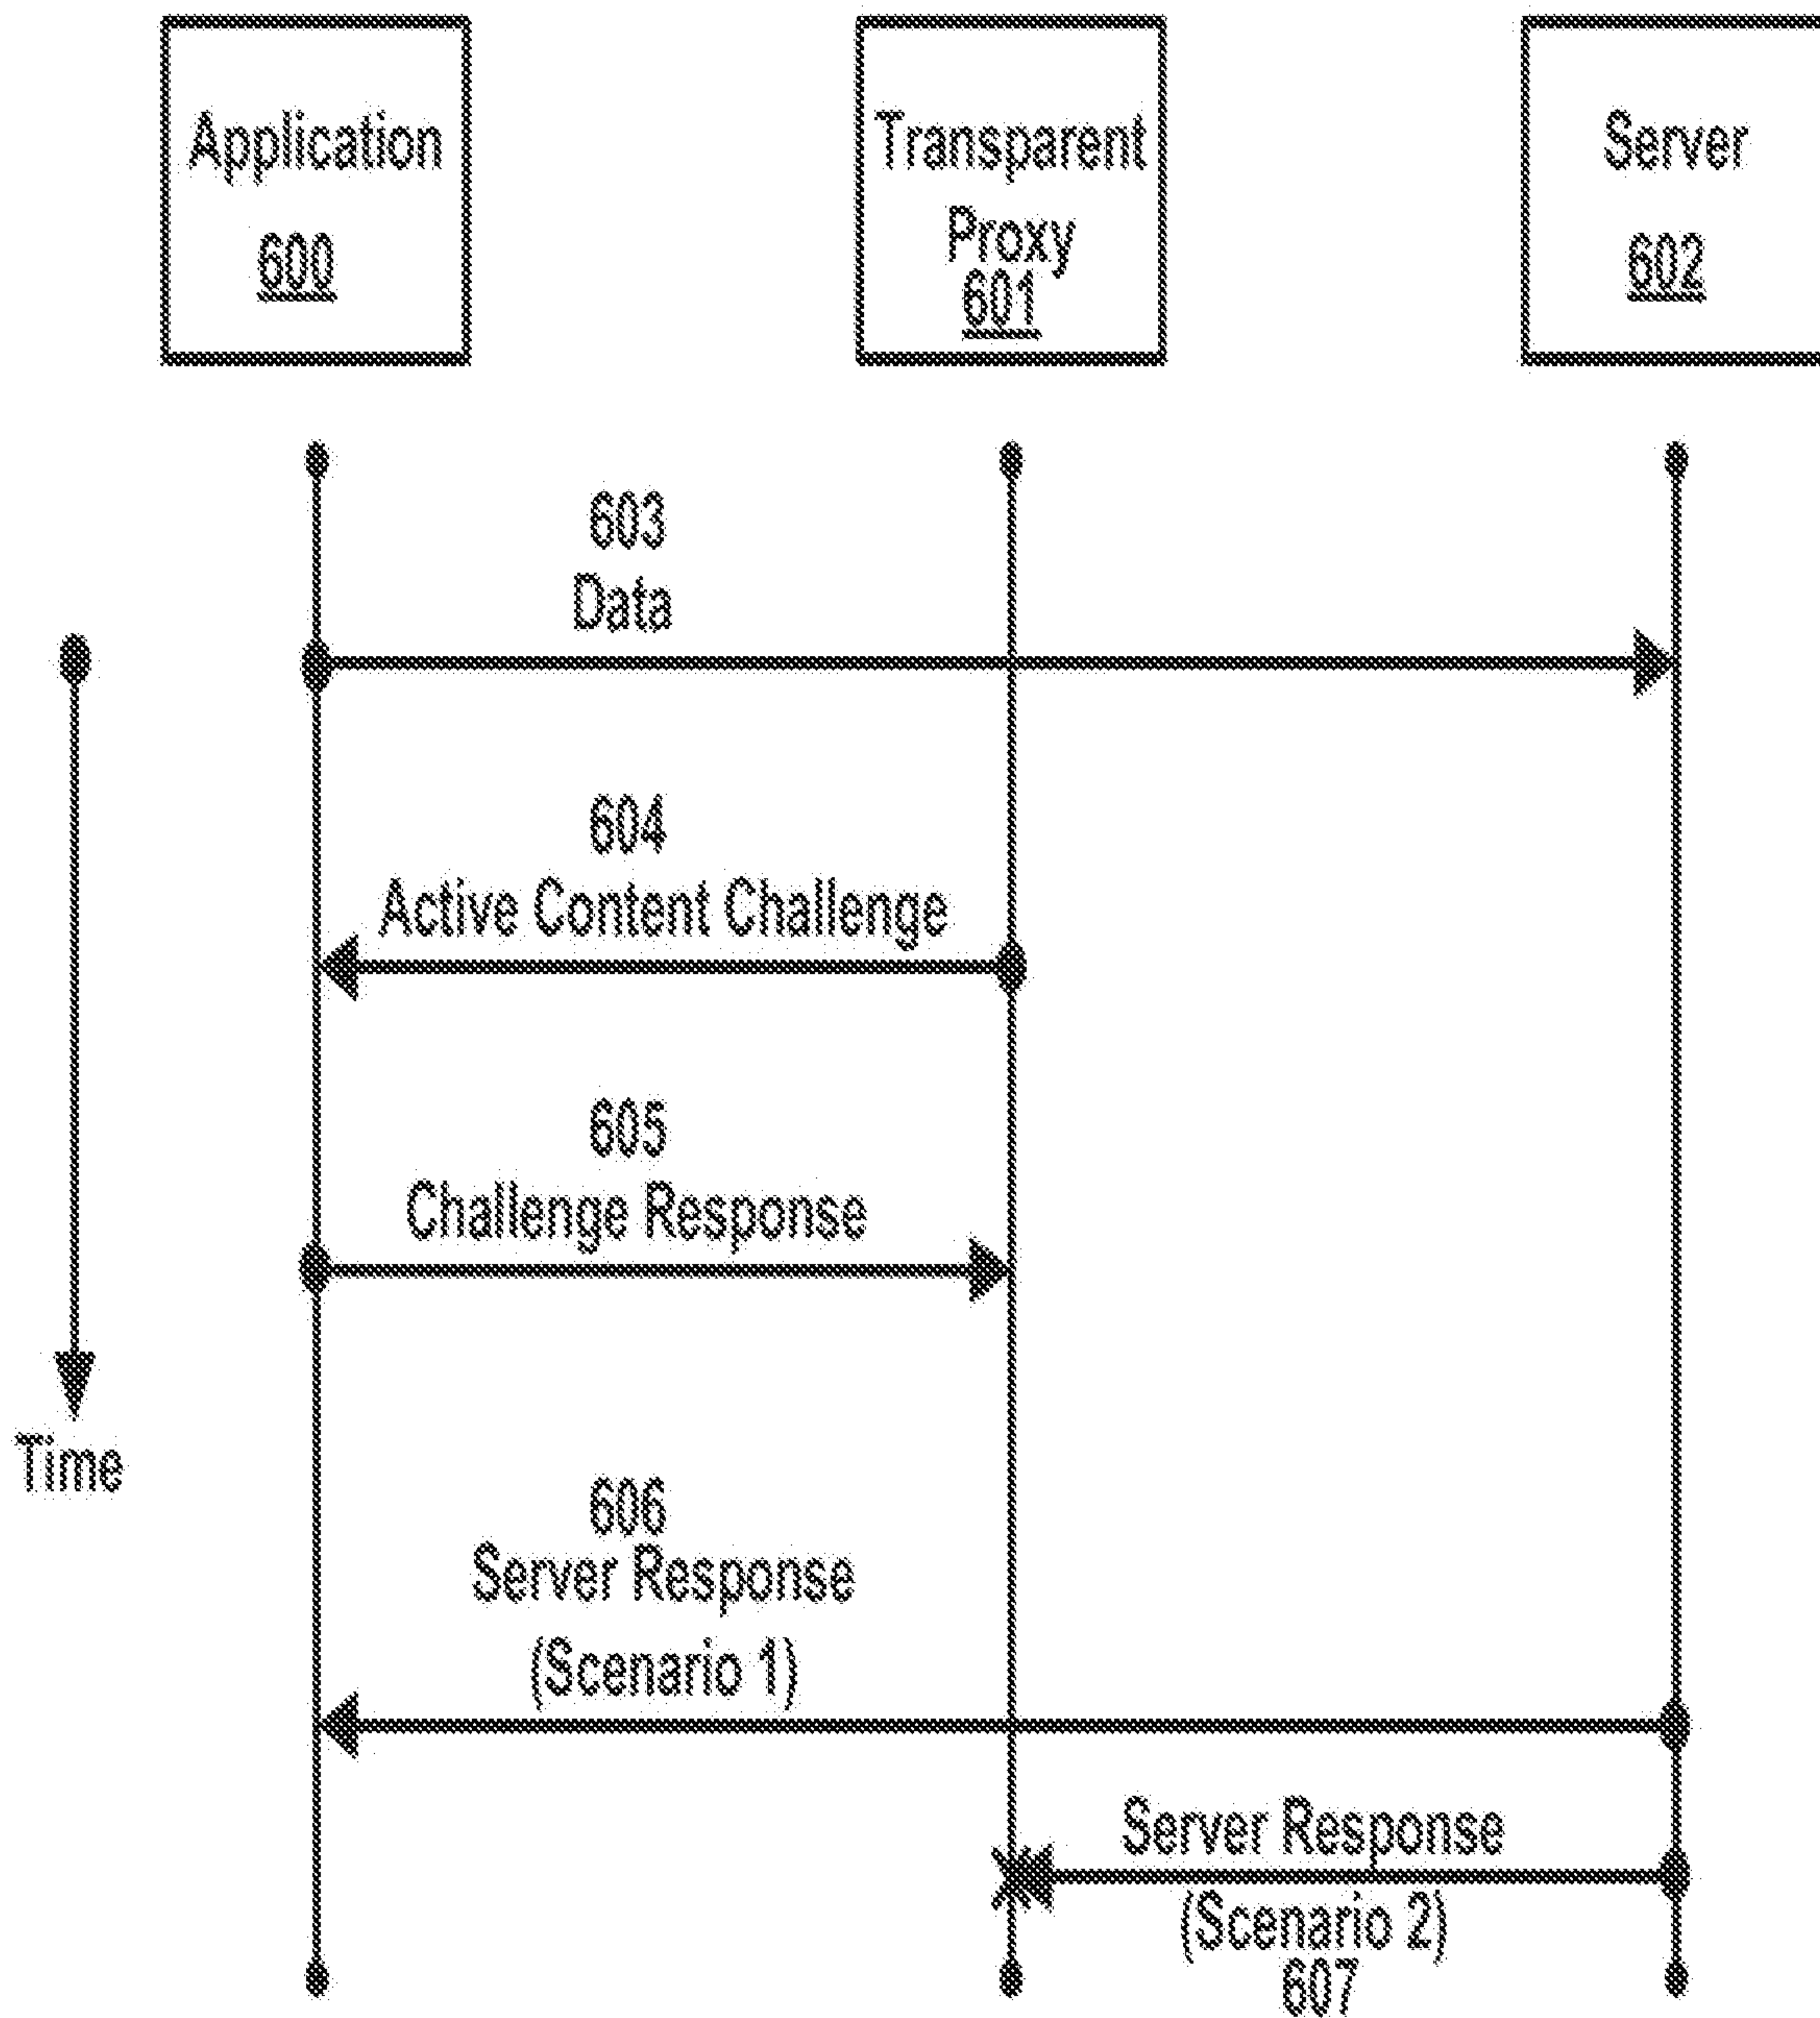 Application
600
Transparent
Proxy
601
Server
602
603
Data
604
Active Content Challenge
605
Challenge Response
Time
606
Server Response
(Scenario 1)
Server Response
(Scenario 2)
607